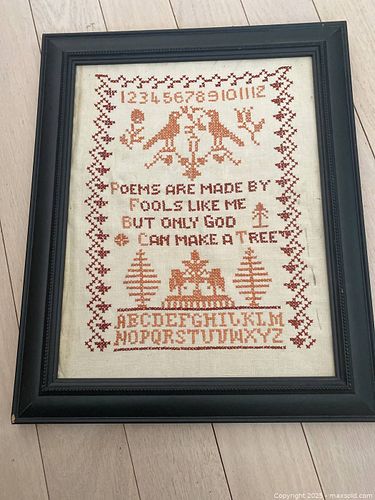 123456789101112
POEMS ARE MADE BY
FOOLS LIKE ME
BUT ONLY GOD
CAN MAKE A TREE
ABCDEFGHIJKLM
NOPQRSTUVWXYZ
Copyright 2025 - maxsold.com